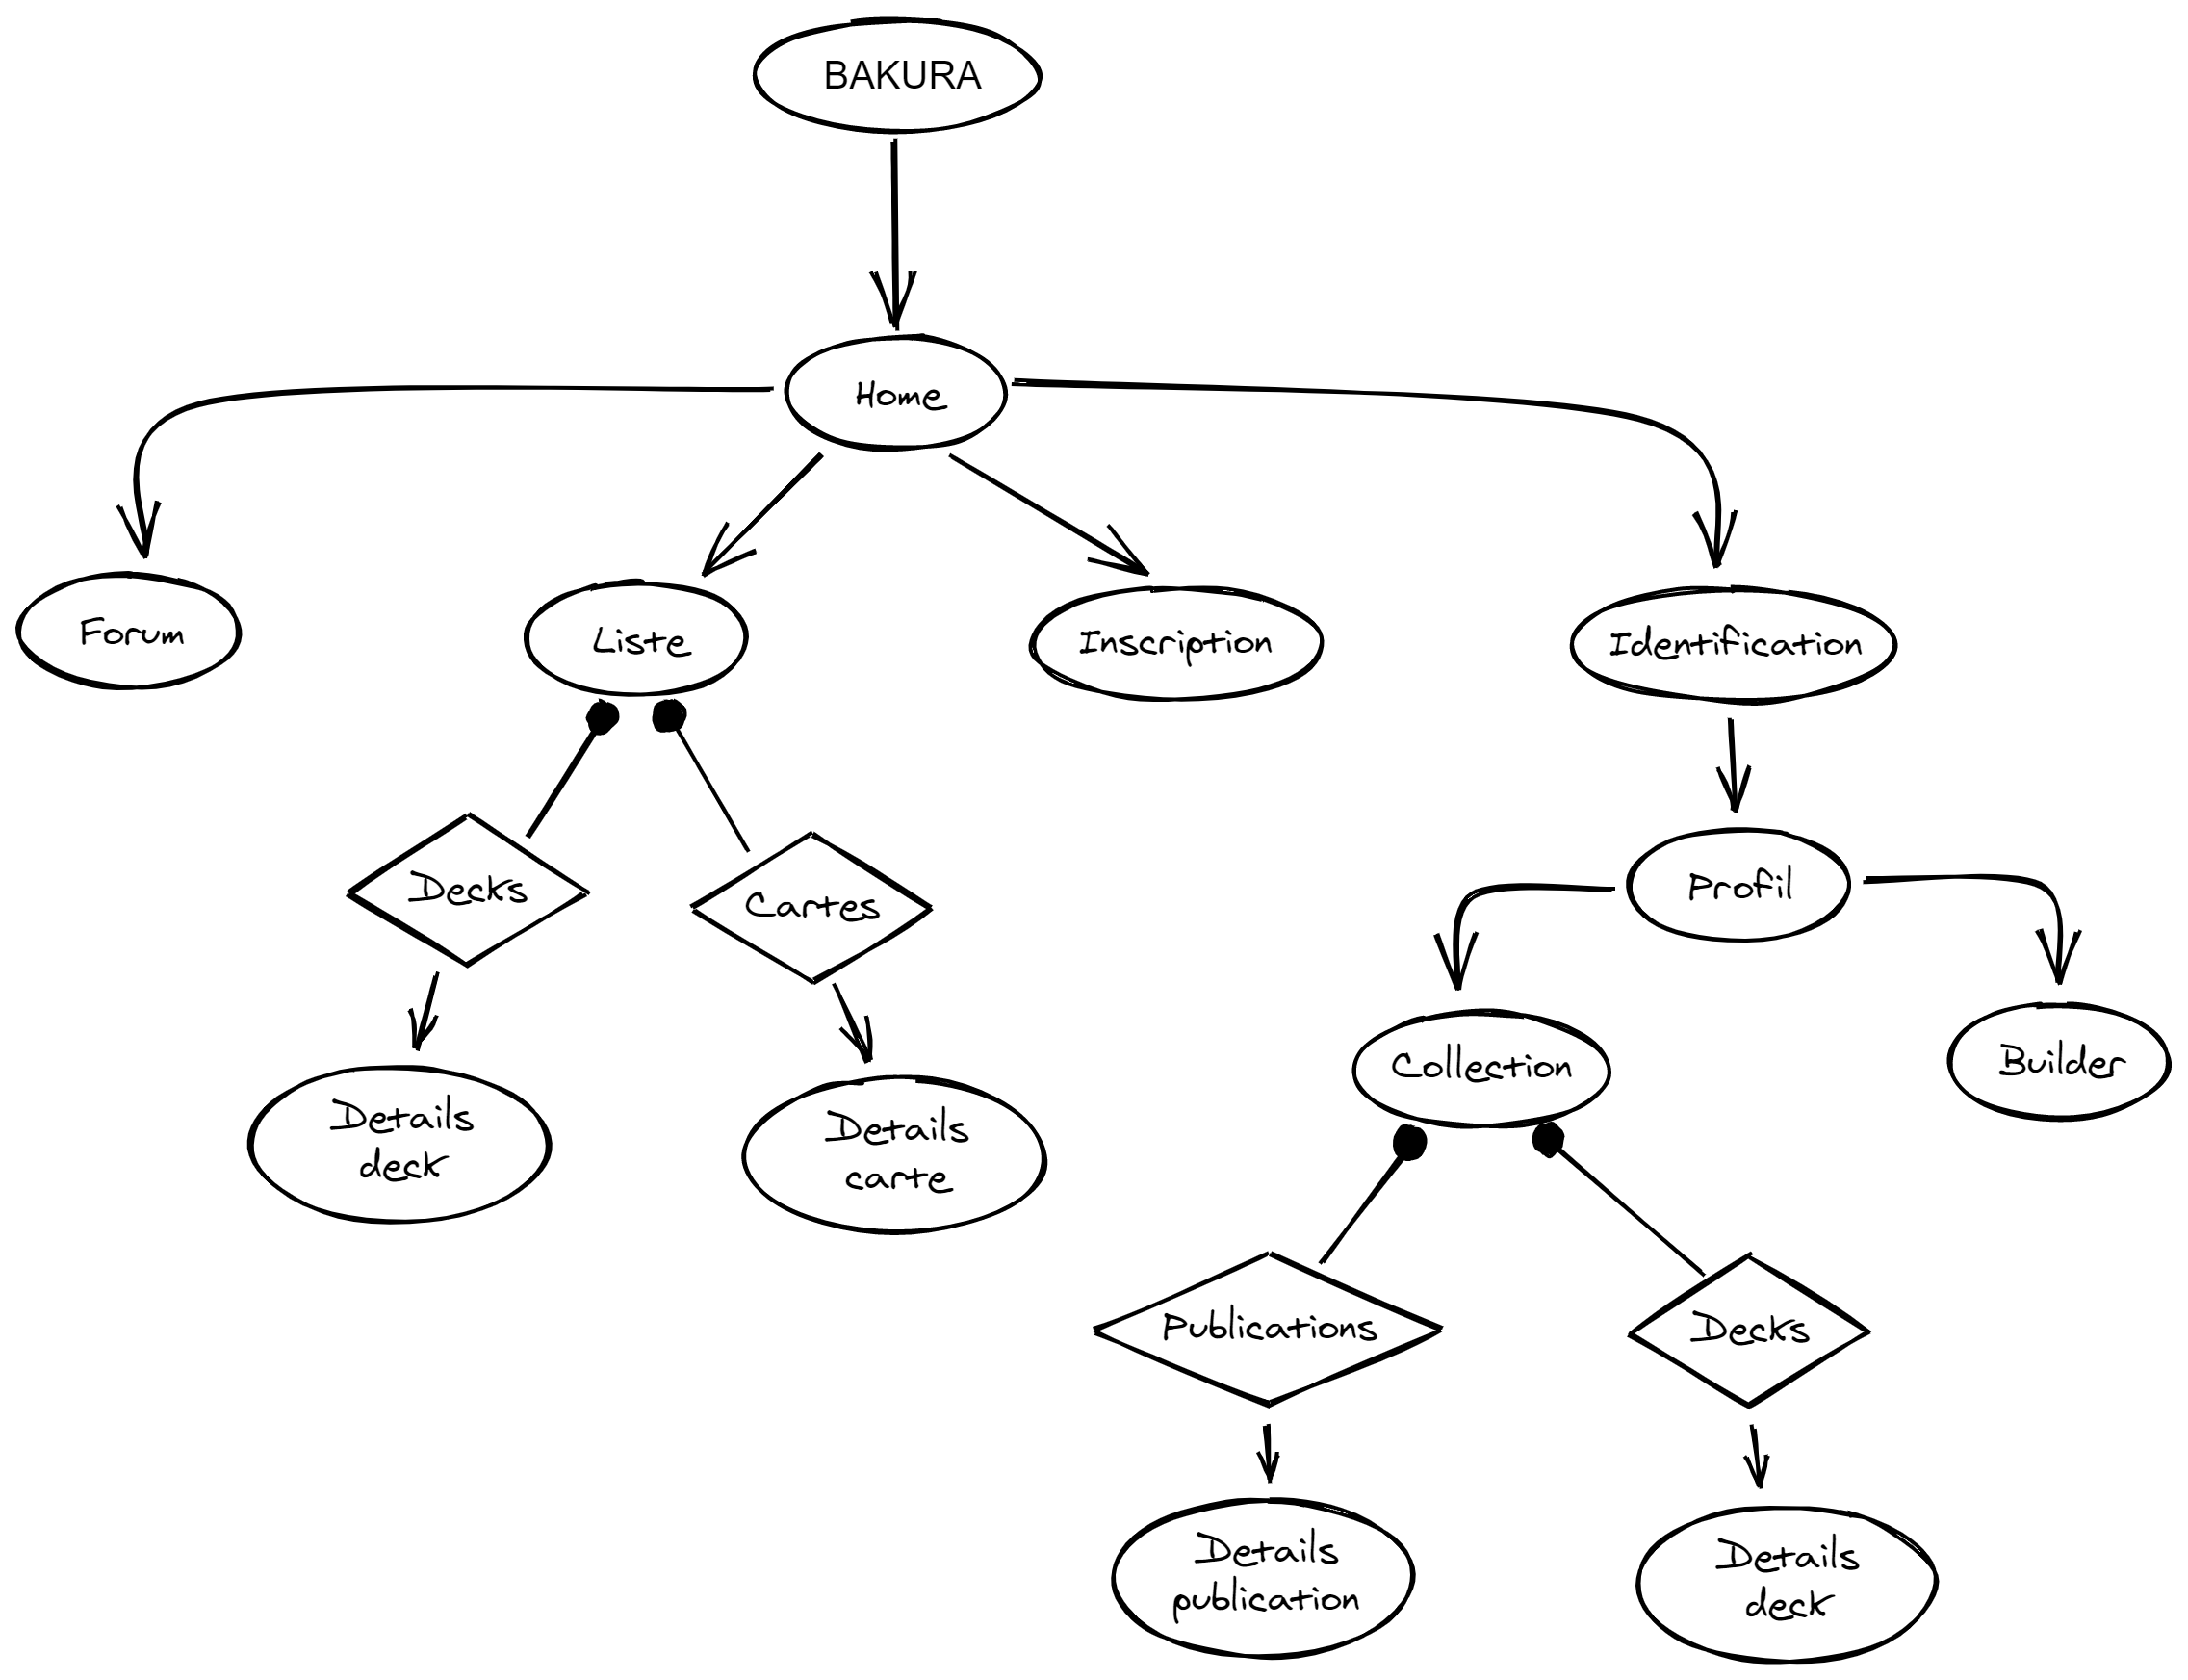 BAKURA
Home
Forum
Liste
Inscription
Identification
Decks
Cartes
Profil
Details
deck
Details
carte
Collection
Builder
Publications
Decks
Details
publication
Details
deck